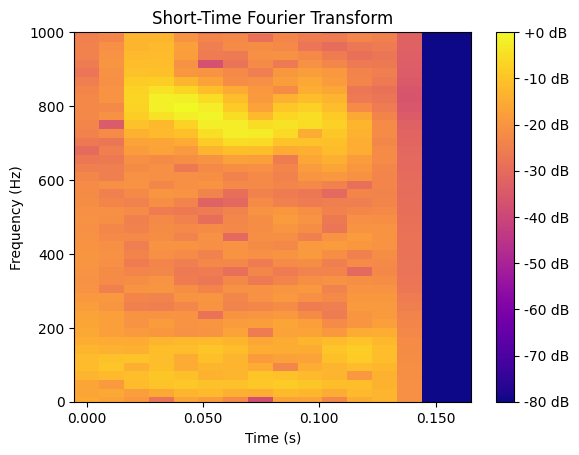 Short-Time Fourier Transform
1000
800
600
400
200
0
Frequency (Hz)
0.000
0.050
0.100
0.150
Time (s)
+0 dB
-10 dB
-20 dB
-30 dB
-40 dB
-50 dB
-60 dB
-70 dB
-80 dB